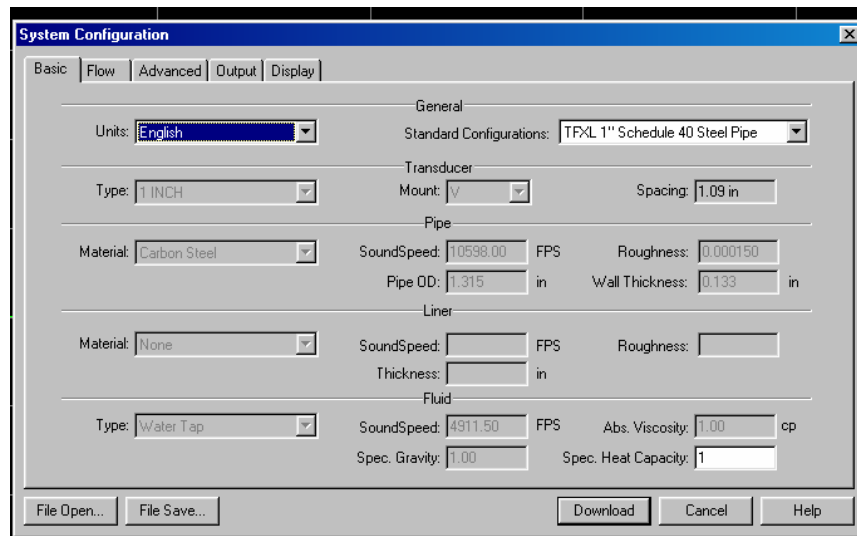 System Configuration
Basic Flow Advanced Output Display
General
Units: English Standard Configurations: TFXL 1" Schedule 40 Steel Pipe
Transducer
Type: 1 INCH Mount: V Spacing: 1.09 in
Pipe
Material: Carbon Steel SoundSpeed: 10598.00 FPS Roughness: 0.000150
Pipe OD: 1.315 in Wall Thickness: 0.133 in
Liner
Material: None SoundSpeed: FPS Roughness:
Thickness: in
Fluid
Type: Water Tap SoundSpeed: 4911.50 FPS Abs. Viscosity: 1.00 cp
Spec. Gravity: 1.00 Spec. Heat Capacity: 1
File Open... File Save... Download Cancel Help